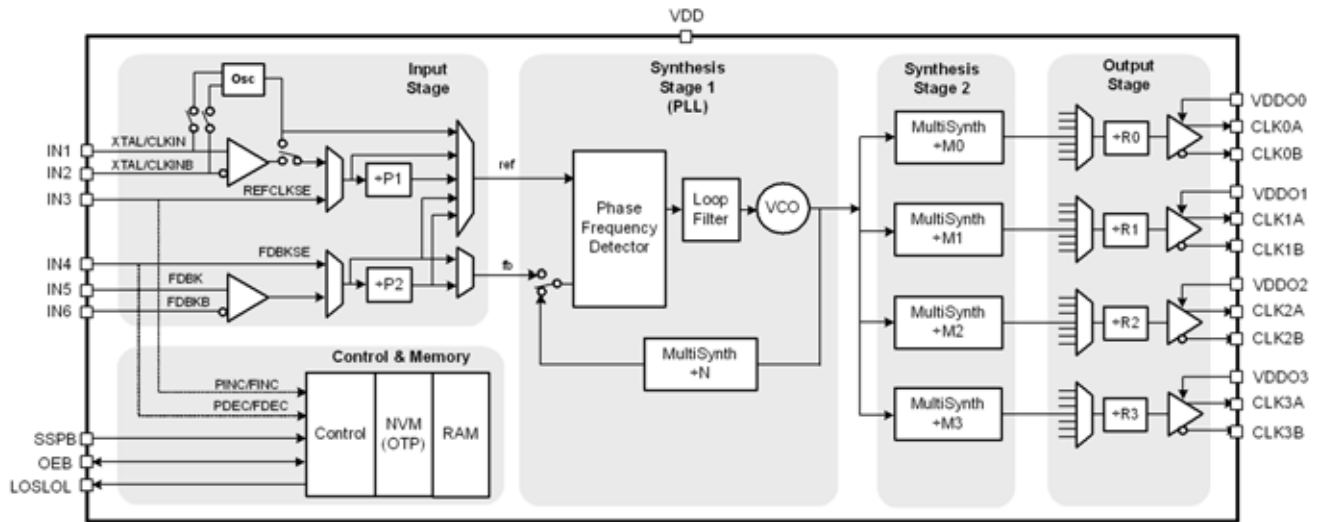 VDD
Input
Stage
Osc
IN1
XTAL/CLKIN
IN2
XTAL/CLKINB
IN3
REFCLKSE
÷P1
ref
IN4
FDBKSE
IN5
FDBK
IN6
FDBKB
÷P2
fb
Synthesis
Stage 1
(PLL)
Phase
Frequency
Detector
Loop
Filter
VCO
MultiSynth
÷N
Synthesis
Stage 2
MultiSynth
÷M0
MultiSynth
÷M1
MultiSynth
÷M2
MultiSynth
÷M3
Output
Stage
÷R0
VDDO0
CLK0A
CLK0B
÷R1
VDDO1
CLK1A
CLK1B
÷R2
VDDO2
CLK2A
CLK2B
÷R3
VDDO3
CLK3A
CLK3B
Control & Memory
PINC/FINC
PDEC/FDEC
SSPB
OEB
LOSLOL
Control
NVM
(OTP)
RAM